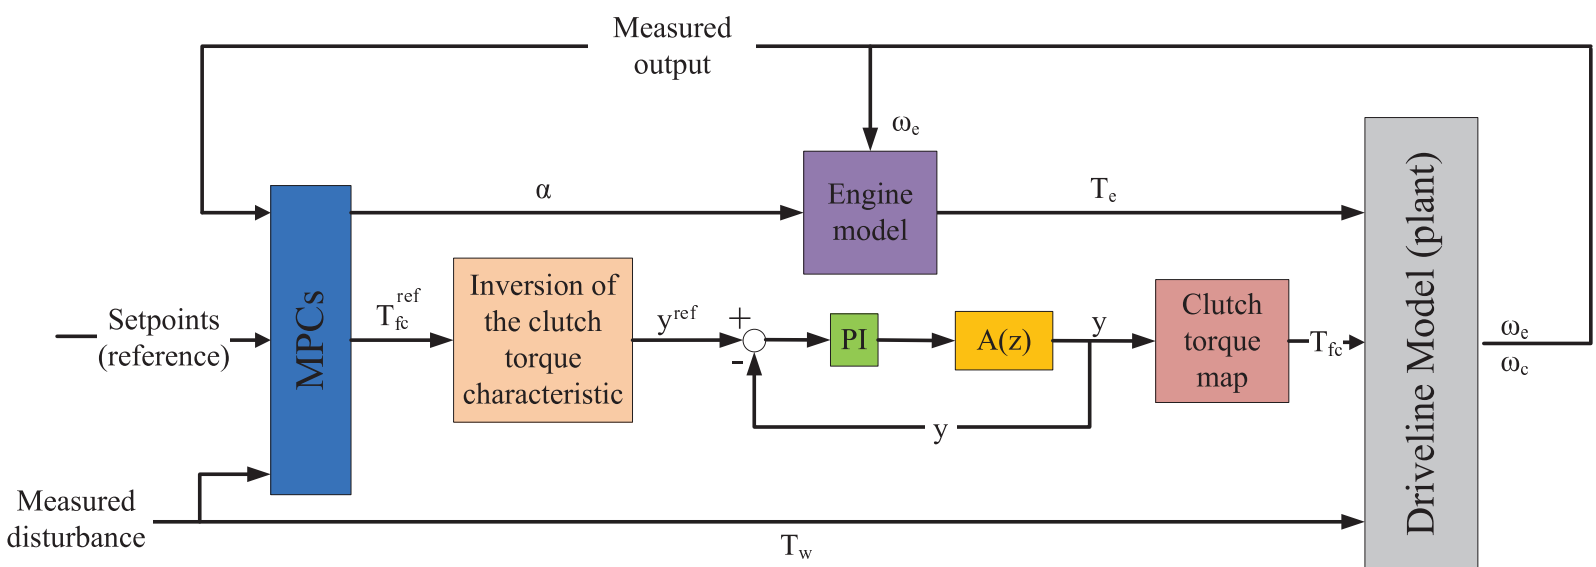 Measured
output
ωe
α
Engine
model
Te
MPCs
Setpoints
(reference)
Tfc^ref
Inversion of
the clutch
torque
characteristic
y^ref
+
-
PI
A(z)
y
Clutch
torque
map
Tfc
Driveline Model (plant)
ωe
ωc
y
Measured
disturbance
Tw